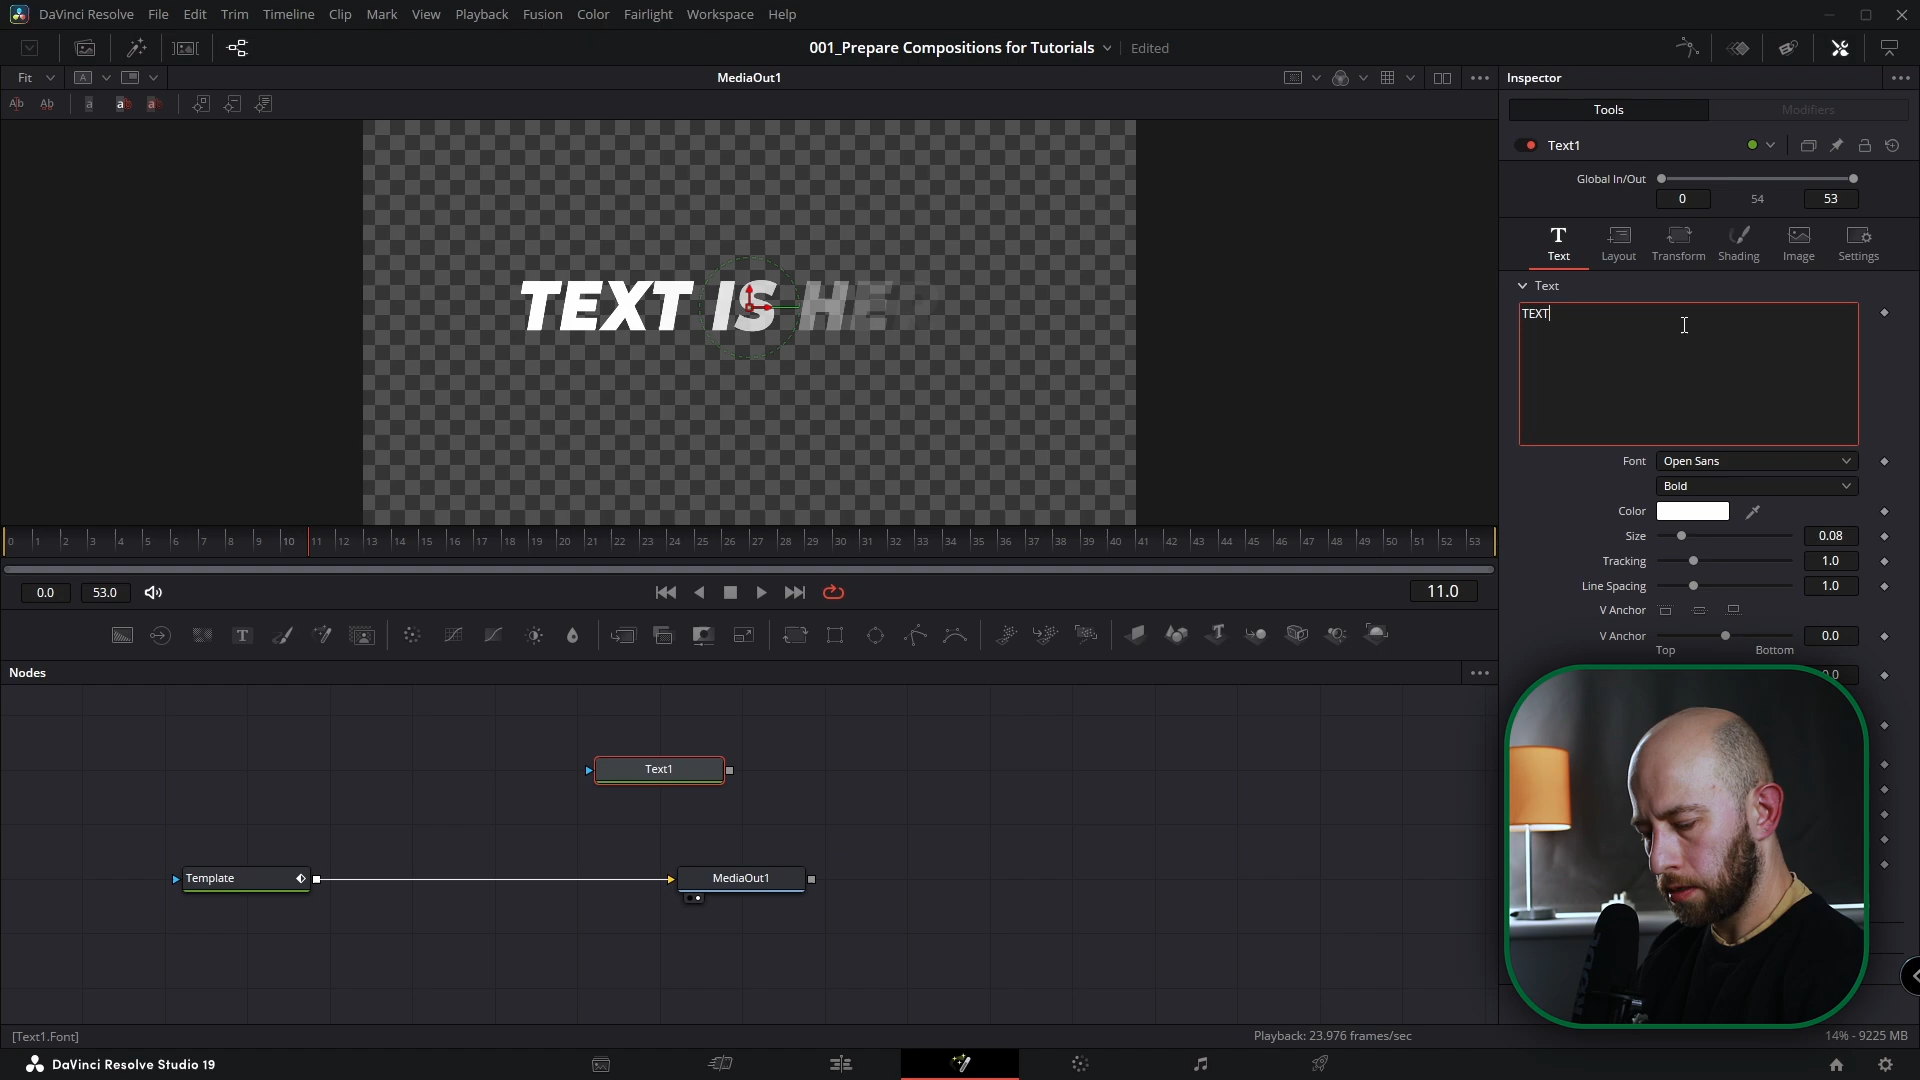 DaVinci Resolve File Edit Trim Timeline Clip Mark View Playback Fusion Color Fairlight Workspace Help
001_Prepare Compositions for Tutorials Edited
Fit A MediaOut1 Inspector
Tools Modifiers
Text1
Global In/Out
0 54 53
T
Text Layout Transform Shading Image Settings
Text
TEXT
TEXT IS HE
Font Open Sans
Bold
Color
Size 0.08
Tracking 1.0
Line Spacing 1.0
V Anchor
V Anchor 0.0
Top Bottom
0 1 2 3 4 5 6 7 8 9 10 11 12 13 14 15 16 17 18 19 20 21 22 23 24 25 26 27 28 29 30 31 32 33 34 35 36 37 38 39 40 41 42 43 44 45 46 47 48 49 50 51 52 53
0.0 53.0 11.0
Nodes
Text1
Template MediaOut1
[Text1.Font] Playback: 23.976 frames/sec 14% - 9225 MB
DaVinci Resolve Studio 19